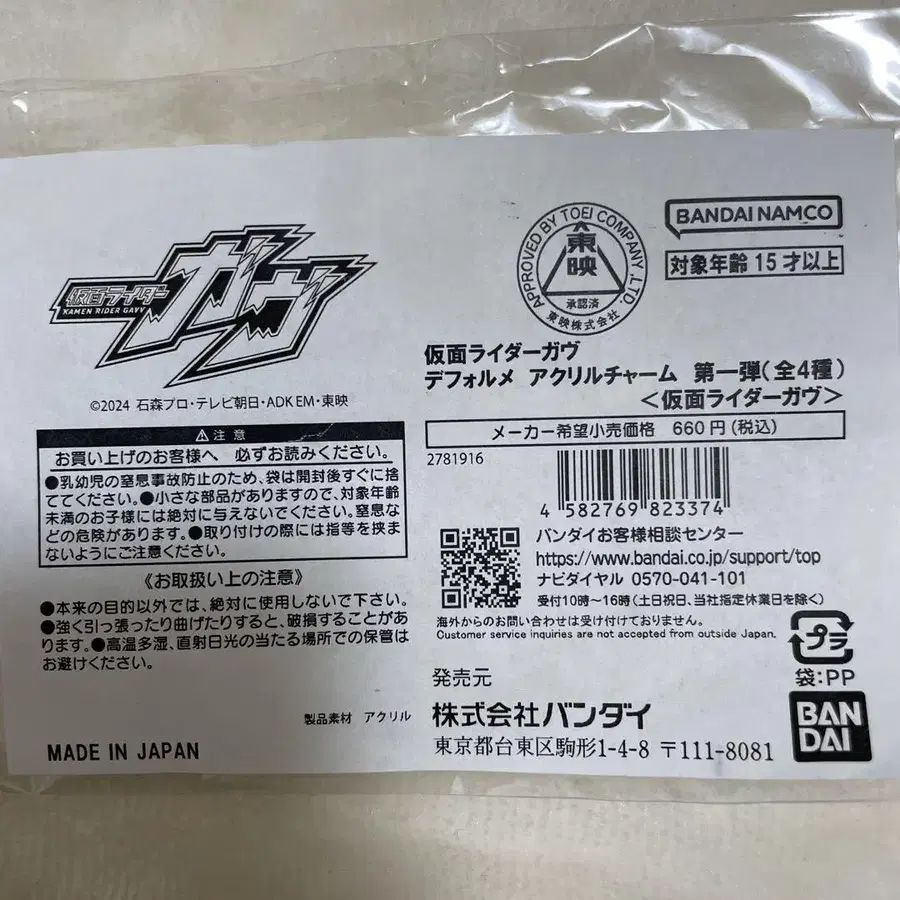 仮面ライダー
KAMEN RIDER GAVV
ガヴ
©2024 石森プロ・テレビ朝日・ADK EM・東映
APPROVED BY TOEI COMPANY, LTD.
東映
承認済
東映株式会社
BANDAI NAMCO
対象年齢 15才以上
仮面ライダーガヴ
デフォルメ アクリルチャーム 第一弾(全4種)
<仮面ライダーガヴ>
メーカー希望小売価格 660円(税込)
2781916
4 582769 823374
⚠注意
お買い上げのお客様へ 必ずお読みください。
●乳幼児の窒息事故防止のため、袋は開封後すぐに捨
ててください。●小さな部品がありますので、対象年齢
未満のお子様には絶対に与えないでください。窒息な
どの危険があります。●取り付けの際には指等を挟ま
ないようにご注意ください。
《お取扱い上の注意》
●本来の目的以外では、絶対に使用しないで下さい。
●強く引っ張ったり曲げたりすると、破損することがあ
ります。●高温多湿、直射日光の当たる場所での保管は
お避けください。
製品素材 アクリル
MADE IN JAPAN
バンダイお客様相談センター
https://www.bandai.co.jp/support/top
ナビダイヤル 0570-041-101
受付10時～16時(土日祝日、当社指定休業日を除く)
海外からのお問い合わせは受け付けておりません。
Customer service inquiries are not accepted from outside Japan.
プラ
袋:PP
発売元
株式会社バンダイ
東京都台東区駒形1-4-8 〒111-8081
BAN
DAI